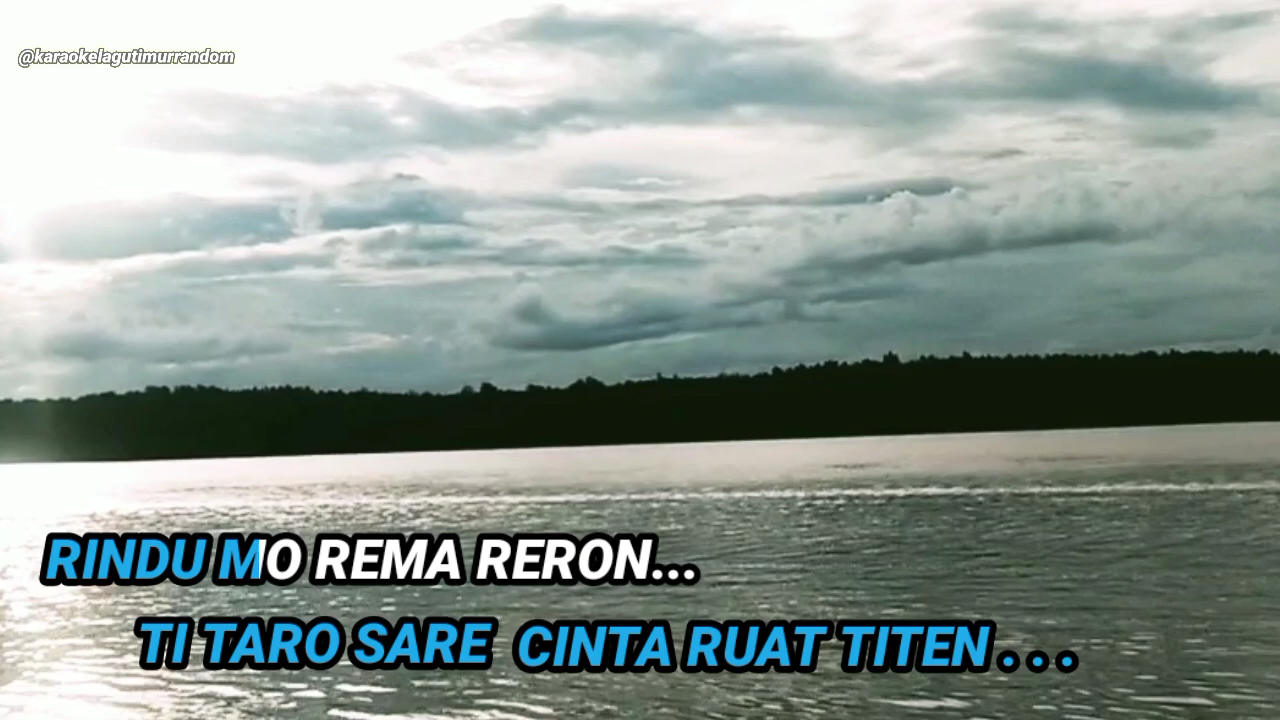 @karaokelagutimurrandom
RINDU MO REMA RERON...
TI TARO SARE CINTA RUAT TITEN . . .